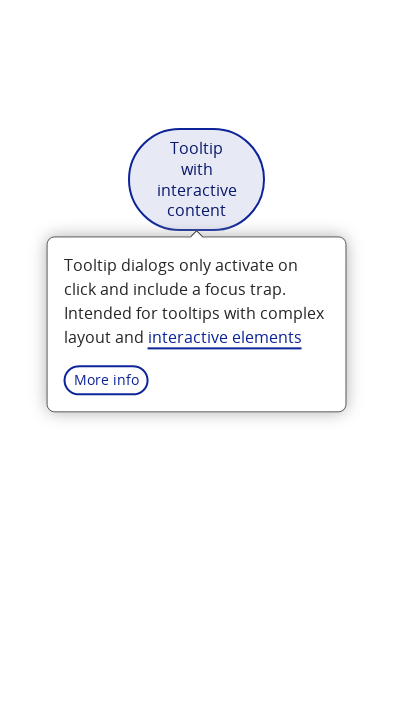 Tooltip
with
interactive
content
Tooltip dialogs only activate on
click and include a focus trap.
Intended for tooltips with complex
layout and interactive elements
More info